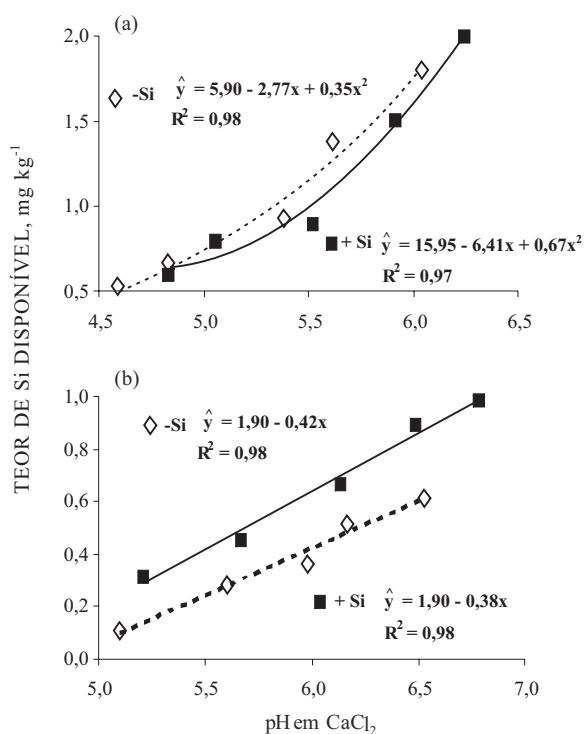 (a)
2,0
-Si ŷ = 5,90 - 2,77x + 0,35x²
R² = 0,98
1,5
1,0
+ Si ŷ = 15,95 - 6,41x + 0,67x²
R² = 0,97
0,5
4,5 5,0 5,5 6,0 6,5
TEOR DE Si DISPONÍVEL, mg kg⁻¹
(b)
1,0
-Si ŷ = 1,90 - 0,42x
R² = 0,98
0,8
0,6
0,4
0,2
+ Si ŷ = 1,90 - 0,38x
R² = 0,98
0,0
5,0 5,5 6,0 6,5 7,0
pH em CaCl₂